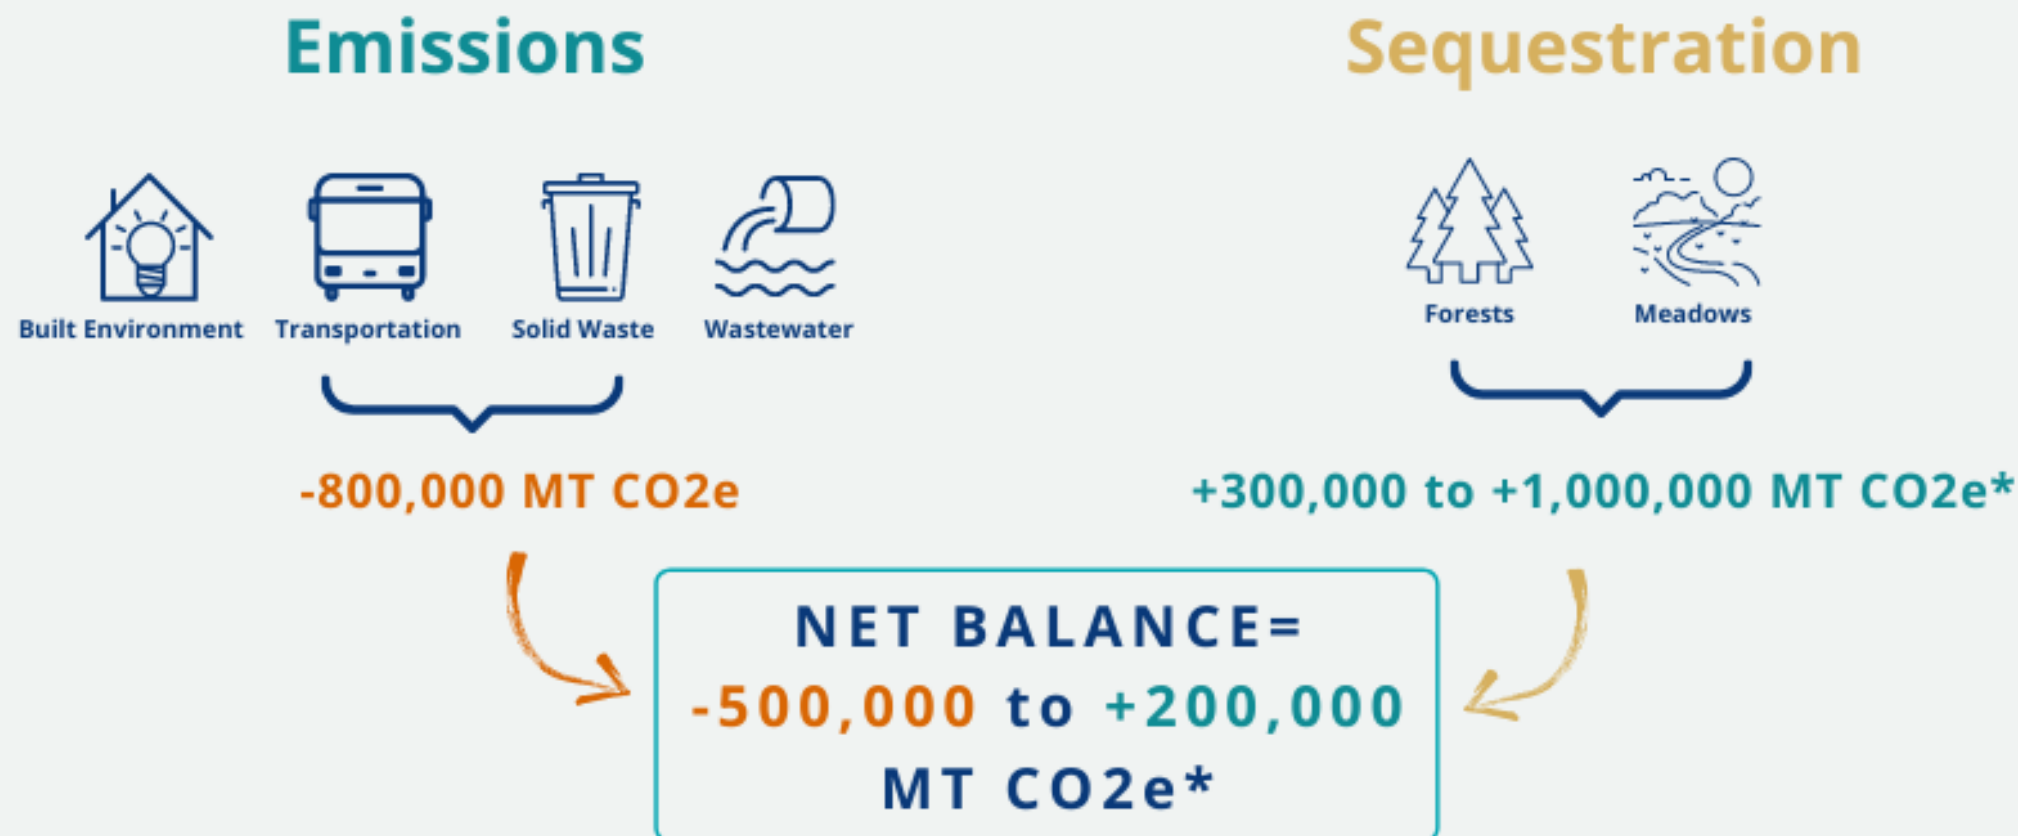 Emissions
Built Environment
Transportation
Solid Waste
Wastewater
-800,000 MT CO2e
Sequestration
Forests
Meadows
+300,000 to +1,000,000 MT CO2e*
NET BALANCE=
-500,000 to +200,000
MT CO2e*